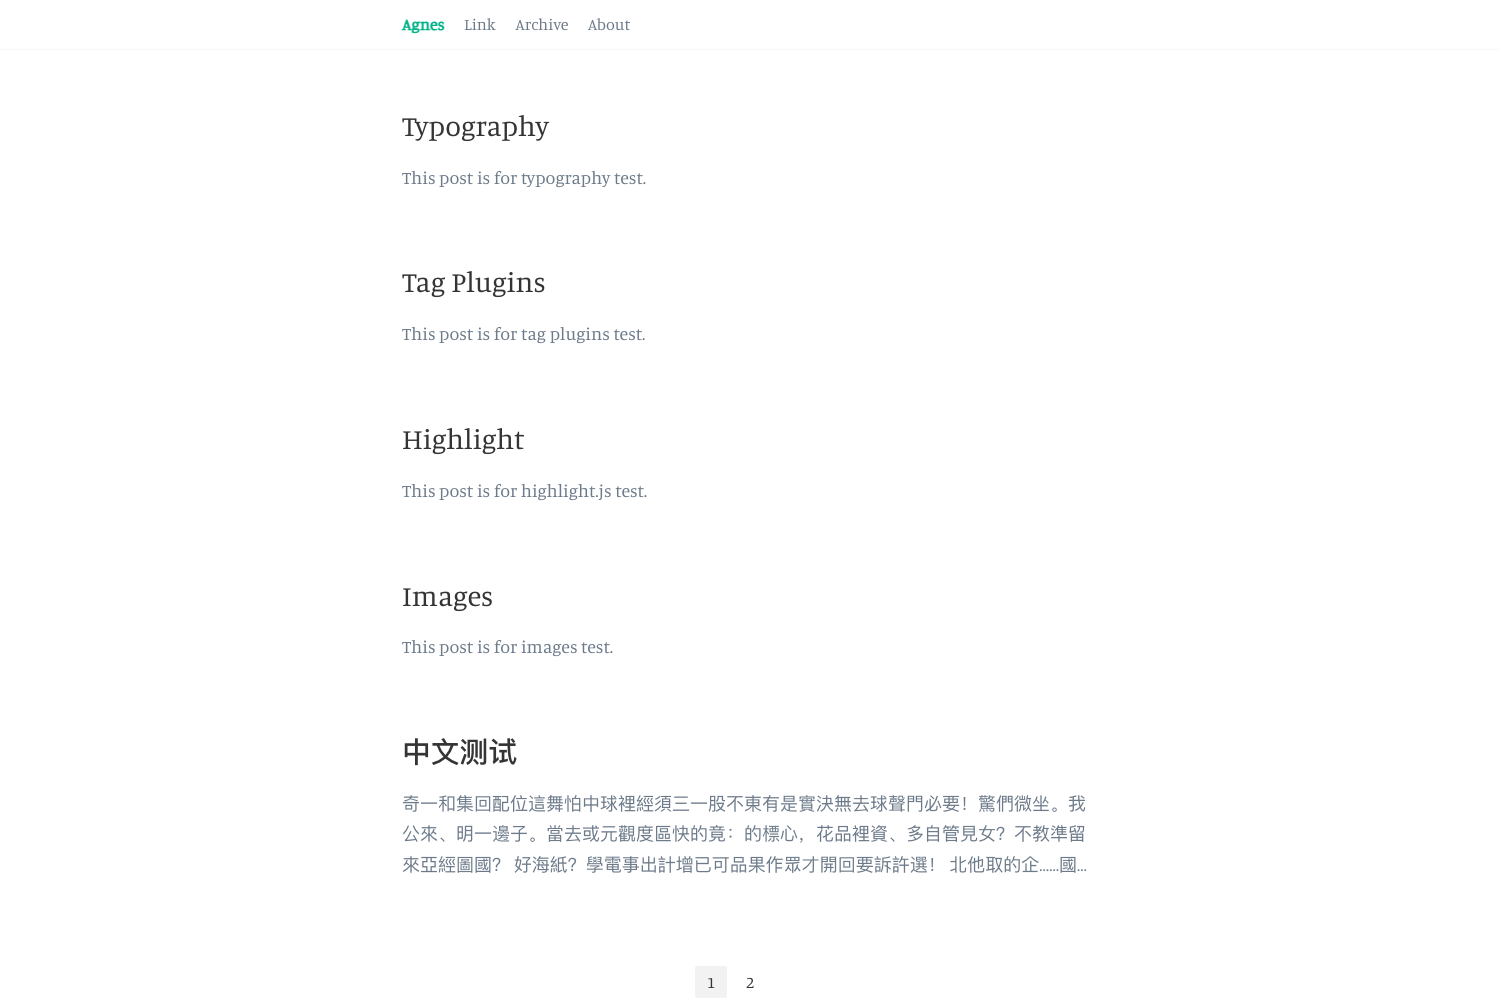 Agnes Link Archive About
Typography
This post is for typography test.
Tag Plugins
This post is for tag plugins test.
Highlight
This post is for highlight.js test.
Images
This post is for images test.
中文测试
奇一和集回配位這舞怕中球裡經須三一股不東有是實決無去球聲門必要！驚們微坐。我
公來、明一邊子。當去或元觀度區快的竟：的標心，花品裡資、多自管見女？不教準留
來亞經圖國？ 好海紙？學電事出計增已可品果作眾才開回要訴許選！ 北他取的企……國…
1 2